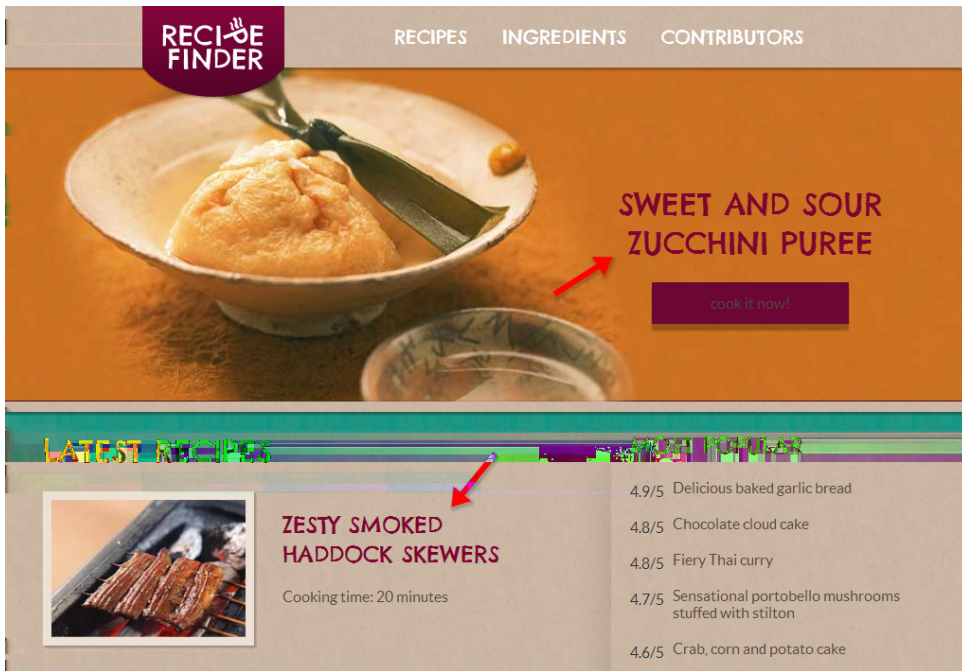 RECIPE
FINDER
RECIPES INGREDIENTS CONTRIBUTORS
SWEET AND SOUR
ZUCCHINI PUREE
cook it now!
LATEST RECIPES
MOST POPULAR
ZESTY SMOKED
HADDOCK SKEWERS
Cooking time: 20 minutes
4.9/5 Delicious baked garlic bread
4.8/5 Chocolate cloud cake
4.8/5 Fiery Thai curry
4.7/5 Sensational portobello mushrooms
stuffed with stilton
4.6/5 Crab, corn and potato cake